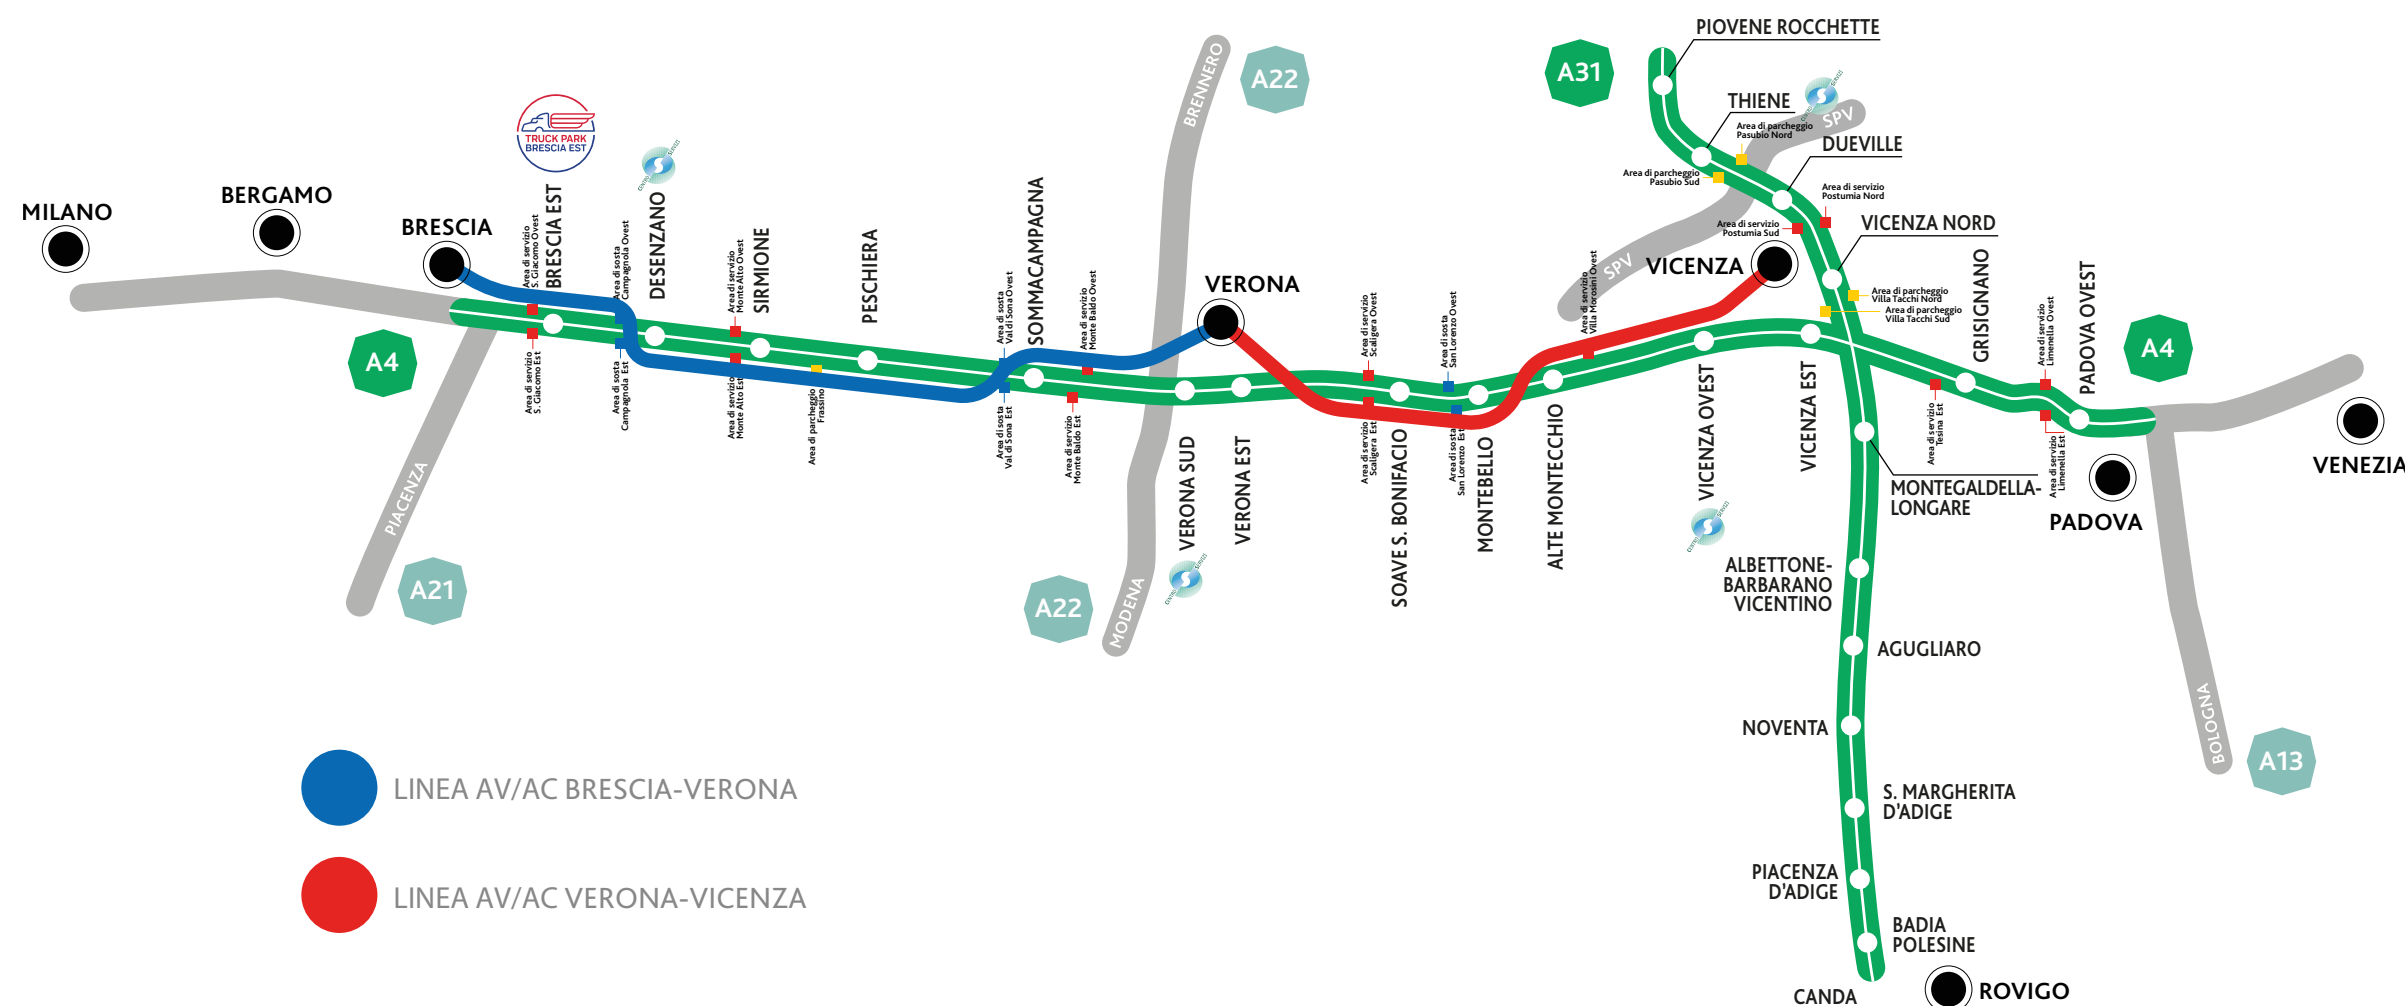 PIOVENE ROCCHETTE
A31
A22
BRENNERO
THIENE
SPV
Area di parcheggio
Pasubio Nord
DUEVILLE
TRUCK PARK
BRESCIA EST
CENTRO SERVIZI
Area di parcheggio
Pasubio Sud
Area di servizio
Postumia Nord
Area di servizio
Postumia Sud
VICENZA NORD
MILANO
BERGAMO
BRESCIA
Area di servizio
S. Giacomo Ovest
BRESCIA EST
Area di sosta
Campagnola Ovest
DESENZANO
Area di servizio
Monte Alto Ovest
SIRMIONE
PESCHIERA
Area di sosta
Val di Sona Ovest
SOMMACAMPAGNA
Area di servizio
Monte Baldo Ovest
VERONA
Area di servizio
Scaligera Ovest
Area di sosta
San Lorenzo Ovest
Area di servizio
Villa Morosini Ovest
SPV
VICENZA
Area di parcheggio
Villa Tacchi Nord
Area di parcheggio
Villa Tacchi Sud
GRISIGNANO
Area di servizio
Limenella Ovest
PADOVA OVEST
A4
A4
Area di servizio
S. Giacomo Est
Area di sosta
Campagnola Est
Area di servizio
Monte Alto Est
Area di parcheggio
Frassino
Area di sosta
Val di Sona Est
Area di servizio
Monte Baldo Est
VERONA SUD
VERONA EST
Area di servizio
Scaligera Est
SOAVE S. BONIFACIO
Area di sosta
San Lorenzo Est
MONTEBELLO
ALTE MONTECCHIO
VICENZA OVEST
VICENZA EST
Area di servizio
Tesina Est
Area di servizio
Limenella Est
MONTEGALDELLA-
LONGARE
PADOVA
VENEZIA
PIACENZA
A21
A22
MODENA
CENTRO SERVIZI
CENTRO SERVIZI
CENTRO SERVIZI
ALBETTONE-
BARBARANO
VICENTINO
AGUGLIARO
NOVENTA
BOLOGNA
A13
S. MARGHERITA
D'ADIGE
PIACENZA
D'ADIGE
BADIA
POLESINE
CANDA
ROVIGO
LINEA AV/AC BRESCIA-VERONA
LINEA AV/AC VERONA-VICENZA